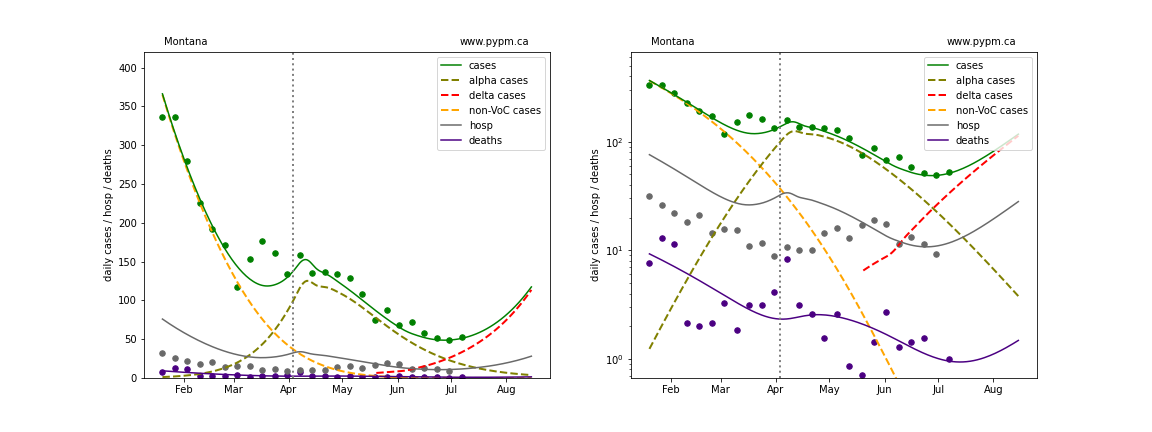 Montana
www.pypm.ca
cases
alpha cases
delta cases
non-VoC cases
hosp
deaths
daily cases / hosp / deaths
400
350
300
250
200
150
100
50
0
Feb
Mar
Apr
May
Jun
Jul
Aug
Montana
www.pypm.ca
cases
alpha cases
delta cases
non-VoC cases
hosp
deaths
daily cases / hosp / deaths
10²
10¹
10⁰
Feb
Mar
Apr
May
Jun
Jul
Aug